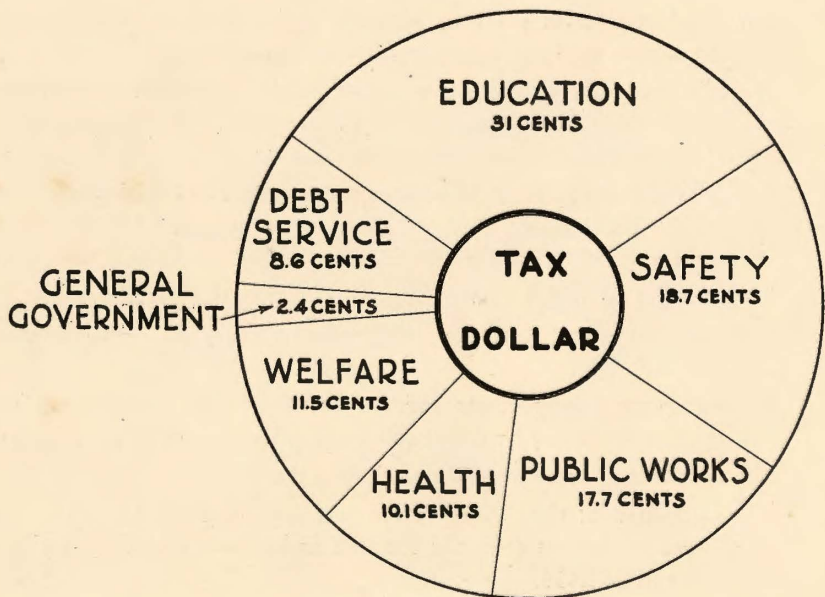 EDUCATION
31 CENTS
DEBT
SERVICE
8.6 CENTS
TAX
DOLLAR
SAFETY
18.7 CENTS
GENERAL
GOVERNMENT
2.4 CENTS
WELFARE
11.5 CENTS
HEALTH
10.1 CENTS
PUBLIC WORKS
17.7 CENTS